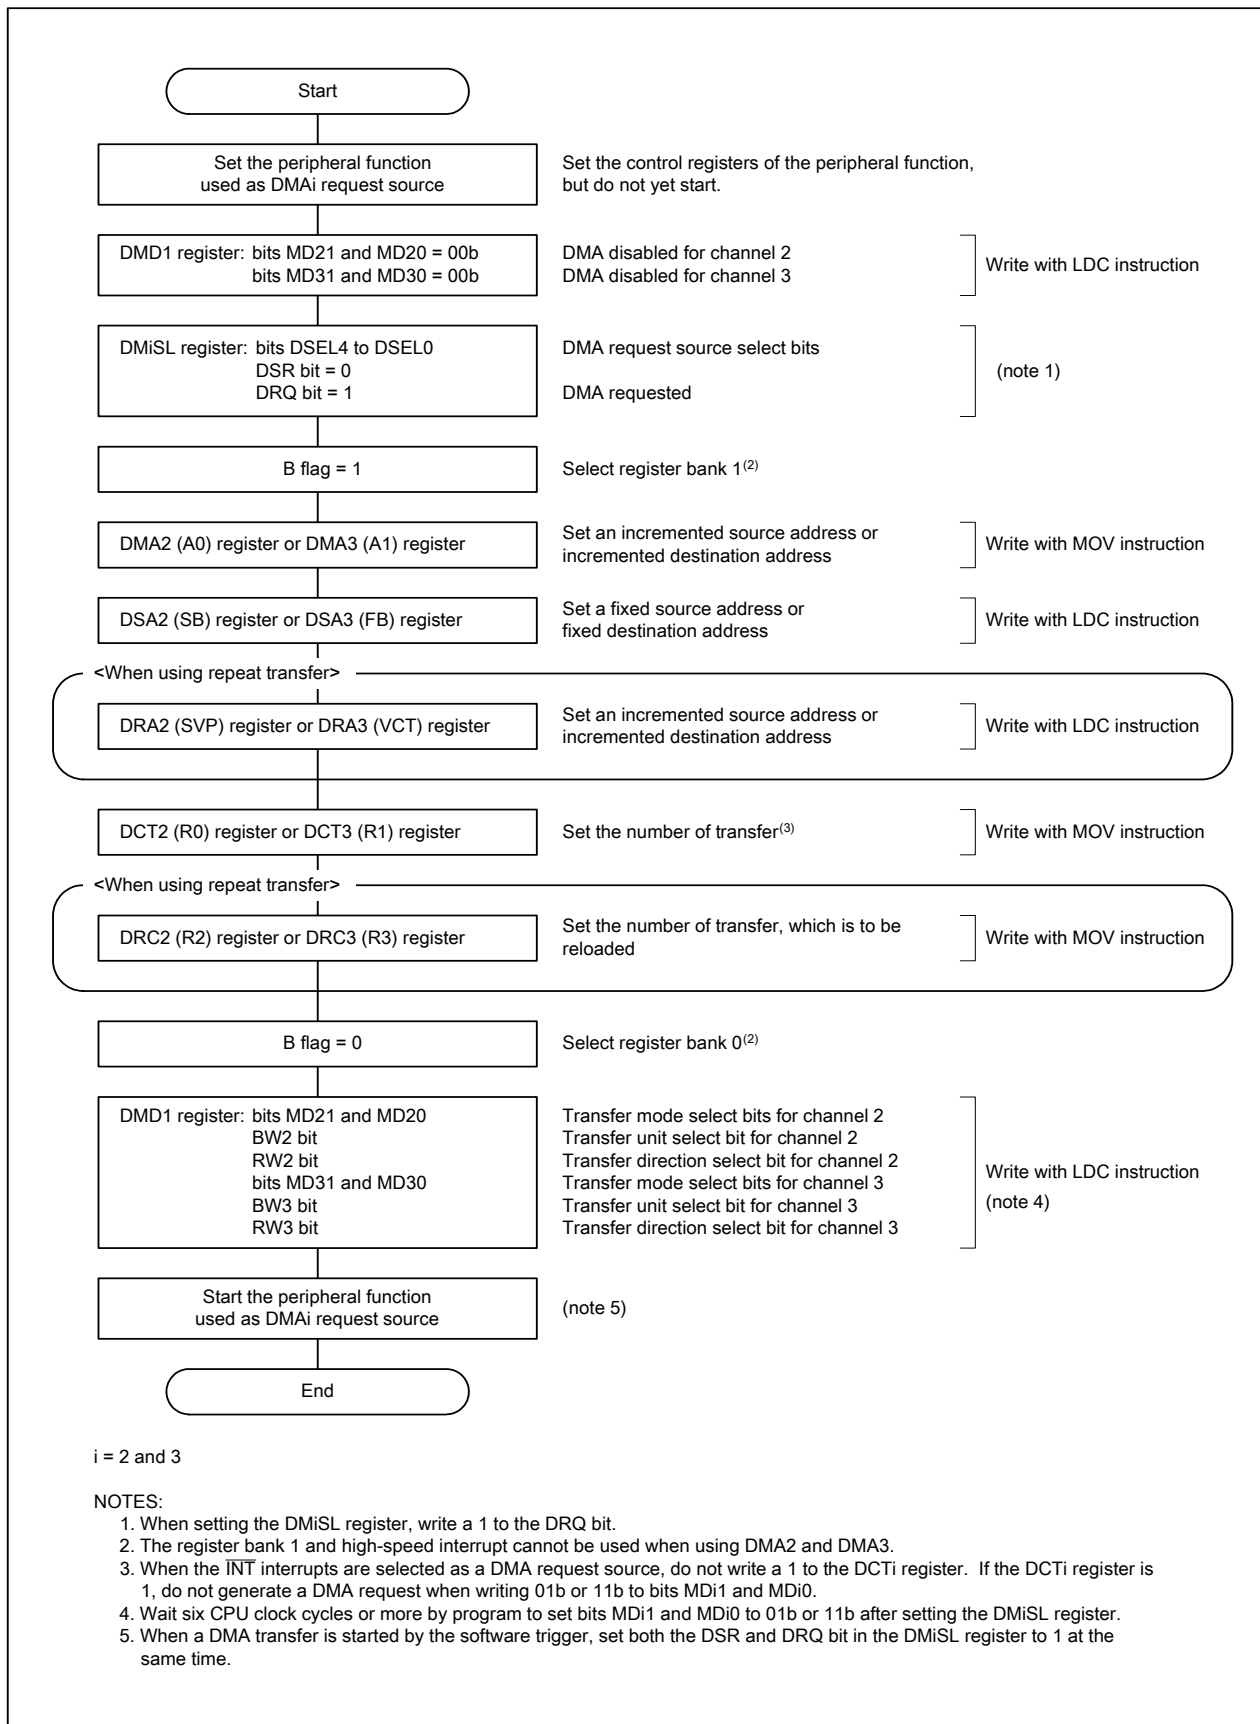 Start
Set the peripheral function
used as DMAi request source
Set the control registers of the peripheral function,
but do not yet start.
DMD1 register: bits MD21 and MD20 = 00b
bits MD31 and MD30 = 00b
DMA disabled for channel 2
DMA disabled for channel 3
Write with LDC instruction
DMiSL register: bits DSEL4 to DSEL0
DSR bit = 0
DRQ bit = 1
DMA request source select bits
DMA requested
(note 1)
B flag = 1
Select register bank 1(2)
DMA2 (A0) register or DMA3 (A1) register
Set an incremented source address or
incremented destination address
Write with MOV instruction
DSA2 (SB) register or DSA3 (FB) register
Set a fixed source address or
fixed destination address
Write with LDC instruction
<When using repeat transfer>
DRA2 (SVP) register or DRA3 (VCT) register
Set an incremented source address or
incremented destination address
Write with LDC instruction
DCT2 (R0) register or DCT3 (R1) register
Set the number of transfer(3)
Write with MOV instruction
<When using repeat transfer>
DRC2 (R2) register or DRC3 (R3) register
Set the number of transfer, which is to be
reloaded
Write with MOV instruction
B flag = 0
Select register bank 0(2)
DMD1 register: bits MD21 and MD20
BW2 bit
RW2 bit
bits MD31 and MD30
BW3 bit
RW3 bit
Transfer mode select bits for channel 2
Transfer unit select bit for channel 2
Transfer direction select bit for channel 2
Transfer mode select bits for channel 3
Transfer unit select bit for channel 3
Transfer direction select bit for channel 3
Write with LDC instruction
(note 4)
Start the peripheral function
used as DMAi request source
(note 5)
End
i = 2 and 3
NOTES:
1. When setting the DMiSL register, write a 1 to the DRQ bit.
2. The register bank 1 and high-speed interrupt cannot be used when using DMA2 and DMA3.
3. When the INT interrupts are selected as a DMA request source, do not write a 1 to the DCTi register. If the DCTi register is
1, do not generate a DMA request when writing 01b or 11b to bits MDi1 and MDi0.
4. Wait six CPU clock cycles or more by program to set bits MDi1 and MDi0 to 01b or 11b after setting the DMiSL register.
5. When a DMA transfer is started by the software trigger, set both the DSR and DRQ bit in the DMiSL register to 1 at the
same time.